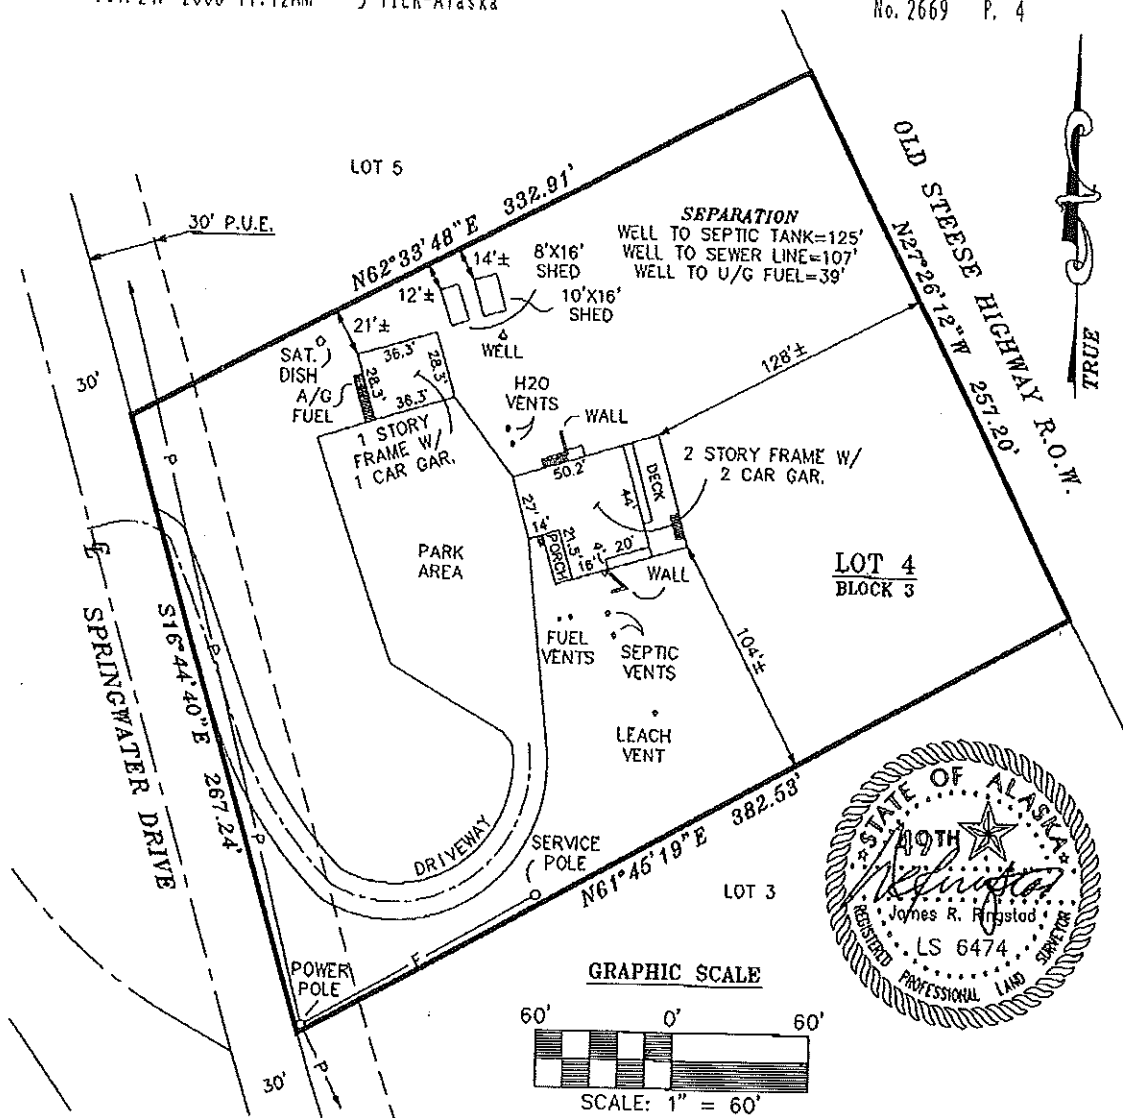 2008 11:12AM
No. 2669 P. 4
LOT 5
30' P.U.E.
N62°33'48"E 332.91'
OLD STEESE HIGHWAY R.O.W.
N27°26'12"W 257.20'
TRUE
SEPARATION
WELL TO SEPTIC TANK=125'
WELL TO SEWER LINE=107'
WELL TO U/G FUEL=39'
14'±
8'X16'
SHED
12'±
10'X16'
SHED
21'±
WELL
SAT.
DISH
36.3'
28.3'
A/G
FUEL
28.3'
36.3'
30'
H2O
VENTS
WALL
128'±
1 STORY
FRAME W/
1 CAR GAR.
50.2'
2 STORY FRAME W/
2 CAR GAR.
DECK
44'
27'
14'
PORCH
21.5'
4'
20'
16'
WALL
P
PARK
AREA
LOT 4
BLOCK 3
SPRINGWATER DRIVE
S16°44'40"E 267.24'
P
P
FUEL
VENTS
SEPTIC
VENTS
104'±
LEACH
VENT
DRIVEWAY
SERVICE
POLE
N61°45'19"E 382.53'
LOT 3
E
POWER
POLE
P
30'
STATE OF ALASKA
49TH
James R. Ringstad
LS 6474
REGISTERED PROFESSIONAL LAND SURVEYOR
GRAPHIC SCALE
60' 0' 60'
SCALE: 1" = 60'